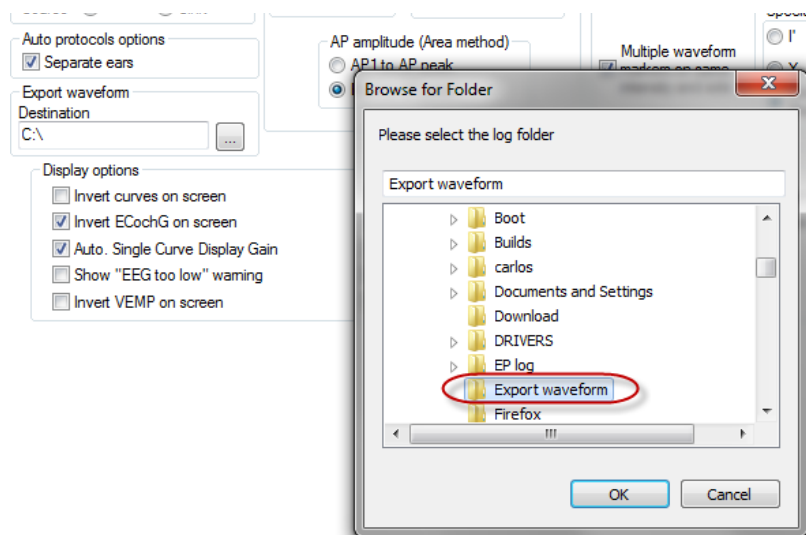 Auto protocols options
Separate ears
Export waveform
Destination
C:\
...
Display options
Invert curves on screen
Invert ECochG on screen
Auto. Single Curve Display Gain
Show "EEG too low" warning
Invert VEMP on screen
AP amplitude (Area method)
AP1 to AP peak
Multiple waveform
Browse for Folder
Please select the log folder
Export waveform
Boot
Builds
carlos
Documents and Settings
Download
DRIVERS
EP log
Export waveform
Firefox
OK
Cancel